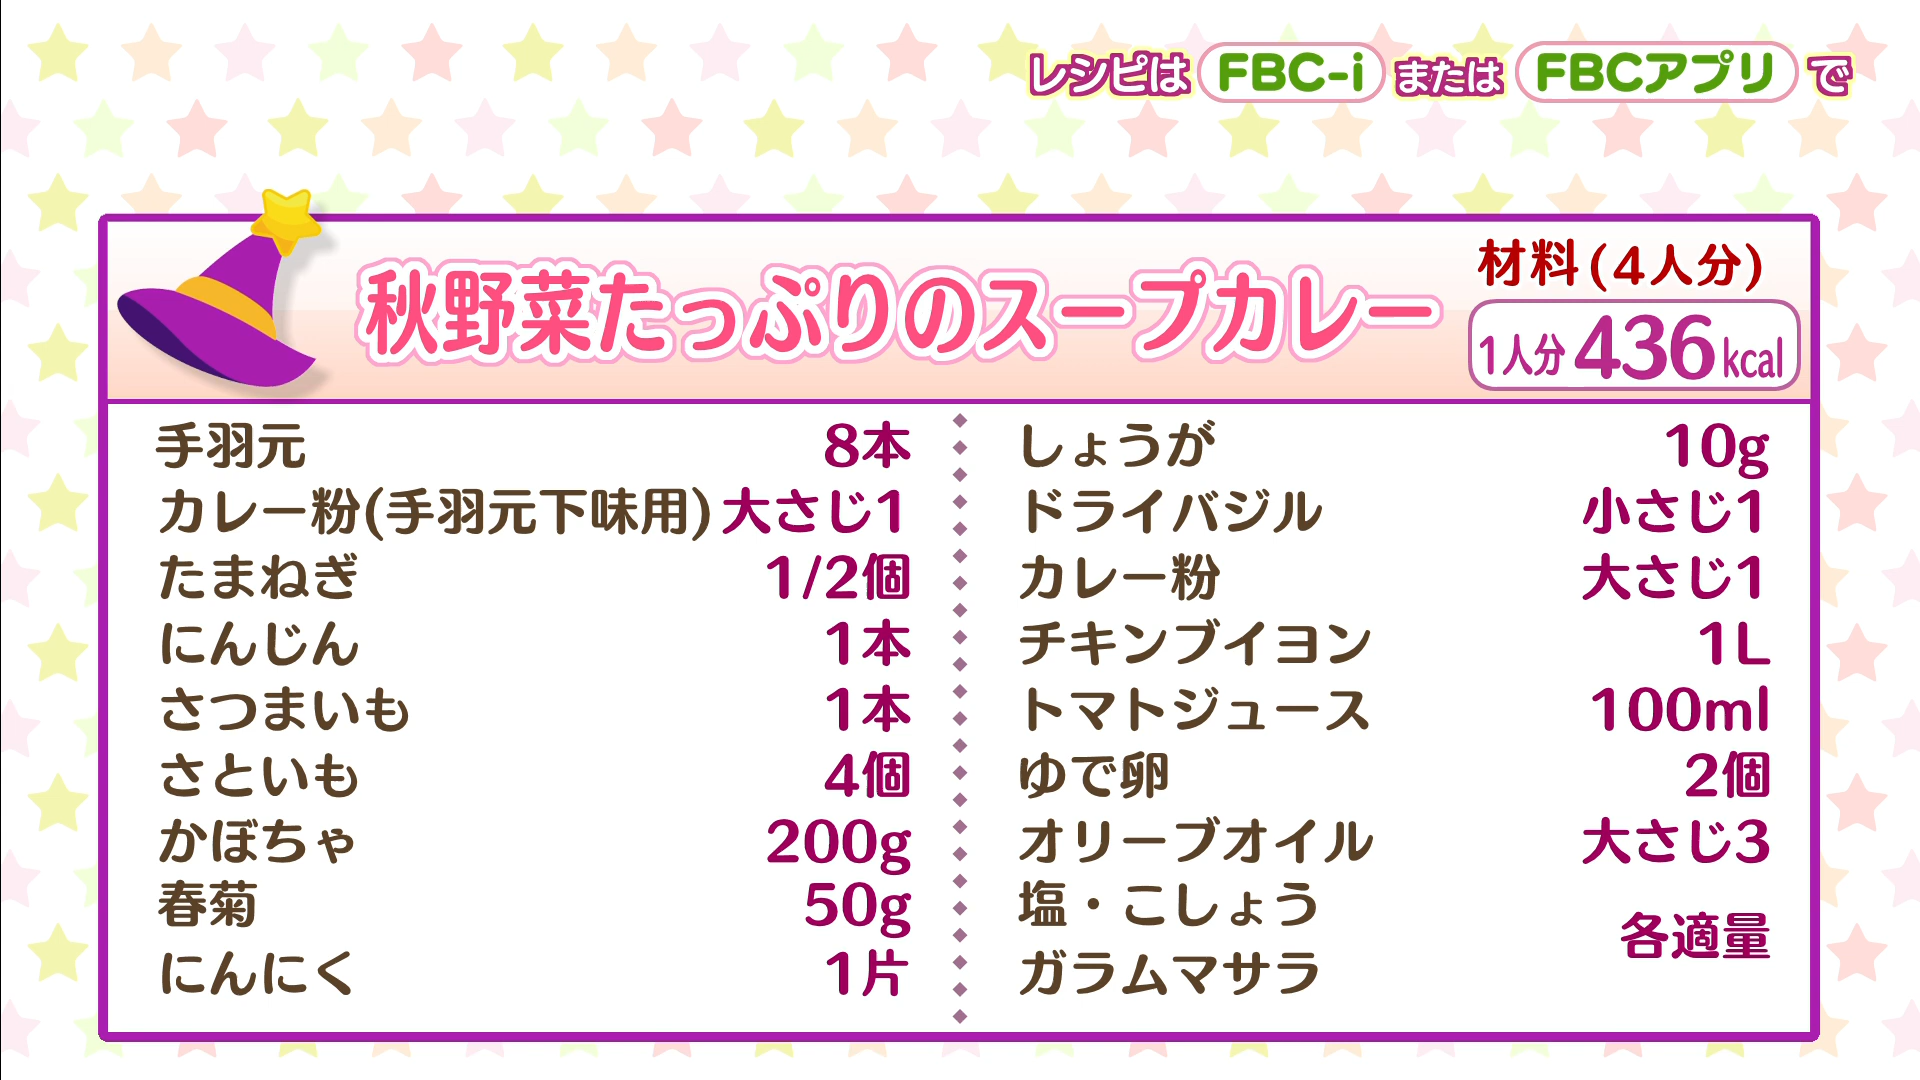 レシピは FBC-i または FBCアプリ で
秋野菜たっぷりのスープカレー
材料(4人分)
1人分 436kcal
手羽元 8本
カレー粉(手羽元下味用) 大さじ1
たまねぎ 1/2個
にんじん 1本
さつまいも 1本
さといも 4個
かぼちゃ 200g
春菊 50g
にんにく 1片
しょうが 10g
ドライバジル 小さじ1
カレー粉 大さじ1
チキンブイヨン 1L
トマトジュース 100ml
ゆで卵 2個
オリーブオイル 大さじ3
塩・こしょう
ガラムマサラ
各適量